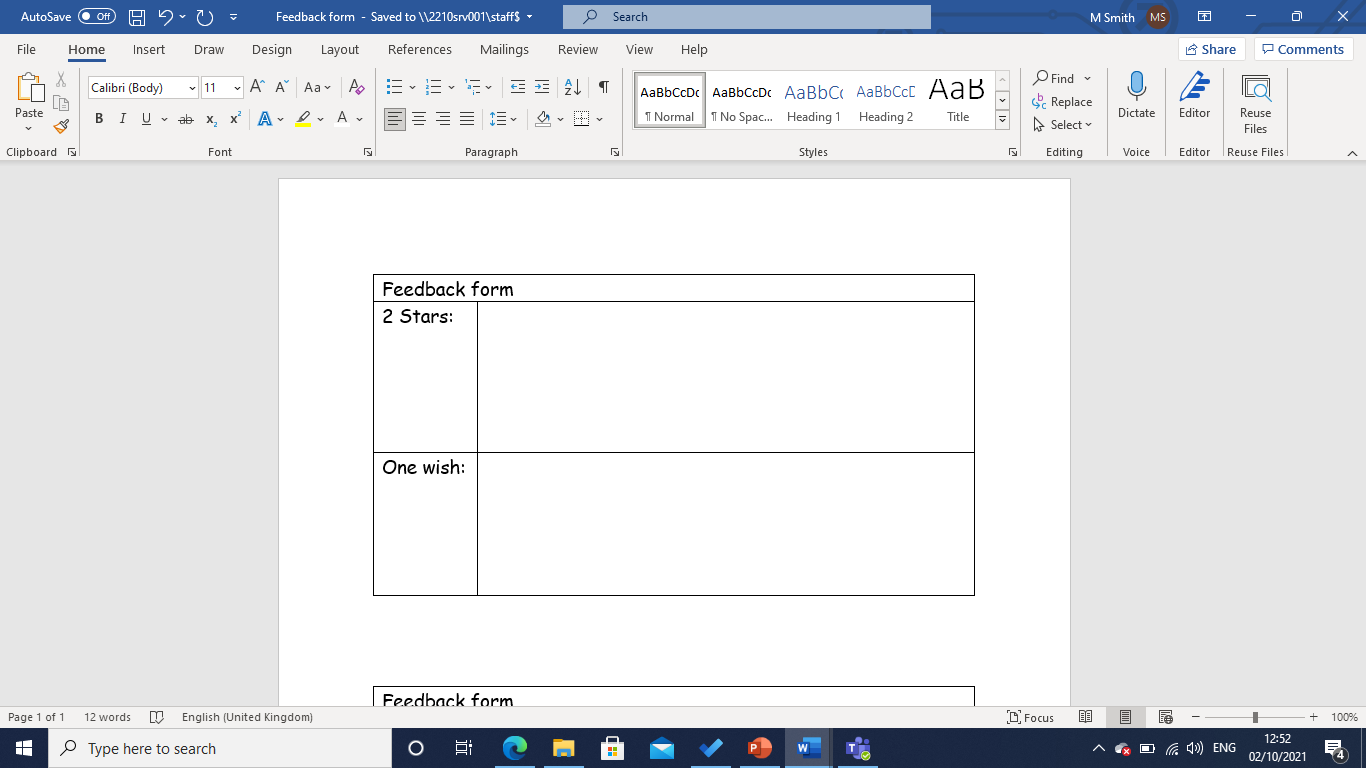 AutoSave Off Feedback form - Saved to \\2210srv001\staff$ Search M Smith MS
File Home Insert Draw Design Layout References Mailings Review View Help Share Comments
Paste
Calibri (Body) 11 A A Aa A
B I U ab x2 x2 A A
AaBbCcDc AaBbCcDc AaBbCc AaBbCcD AaB
¶ Normal ¶ No Spac... Heading 1 Heading 2 Title
Find
Replace
Select
Dictate
Editor
Reuse
Files
Clipboard Font Paragraph Styles Editing Voice Editor Reuse Files
Feedback form
2 Stars:
One wish:
Feedback form
Page 1 of 1 12 words English (United Kingdom) Focus 100%
Type here to search ENG 12:52
02/10/2021
4